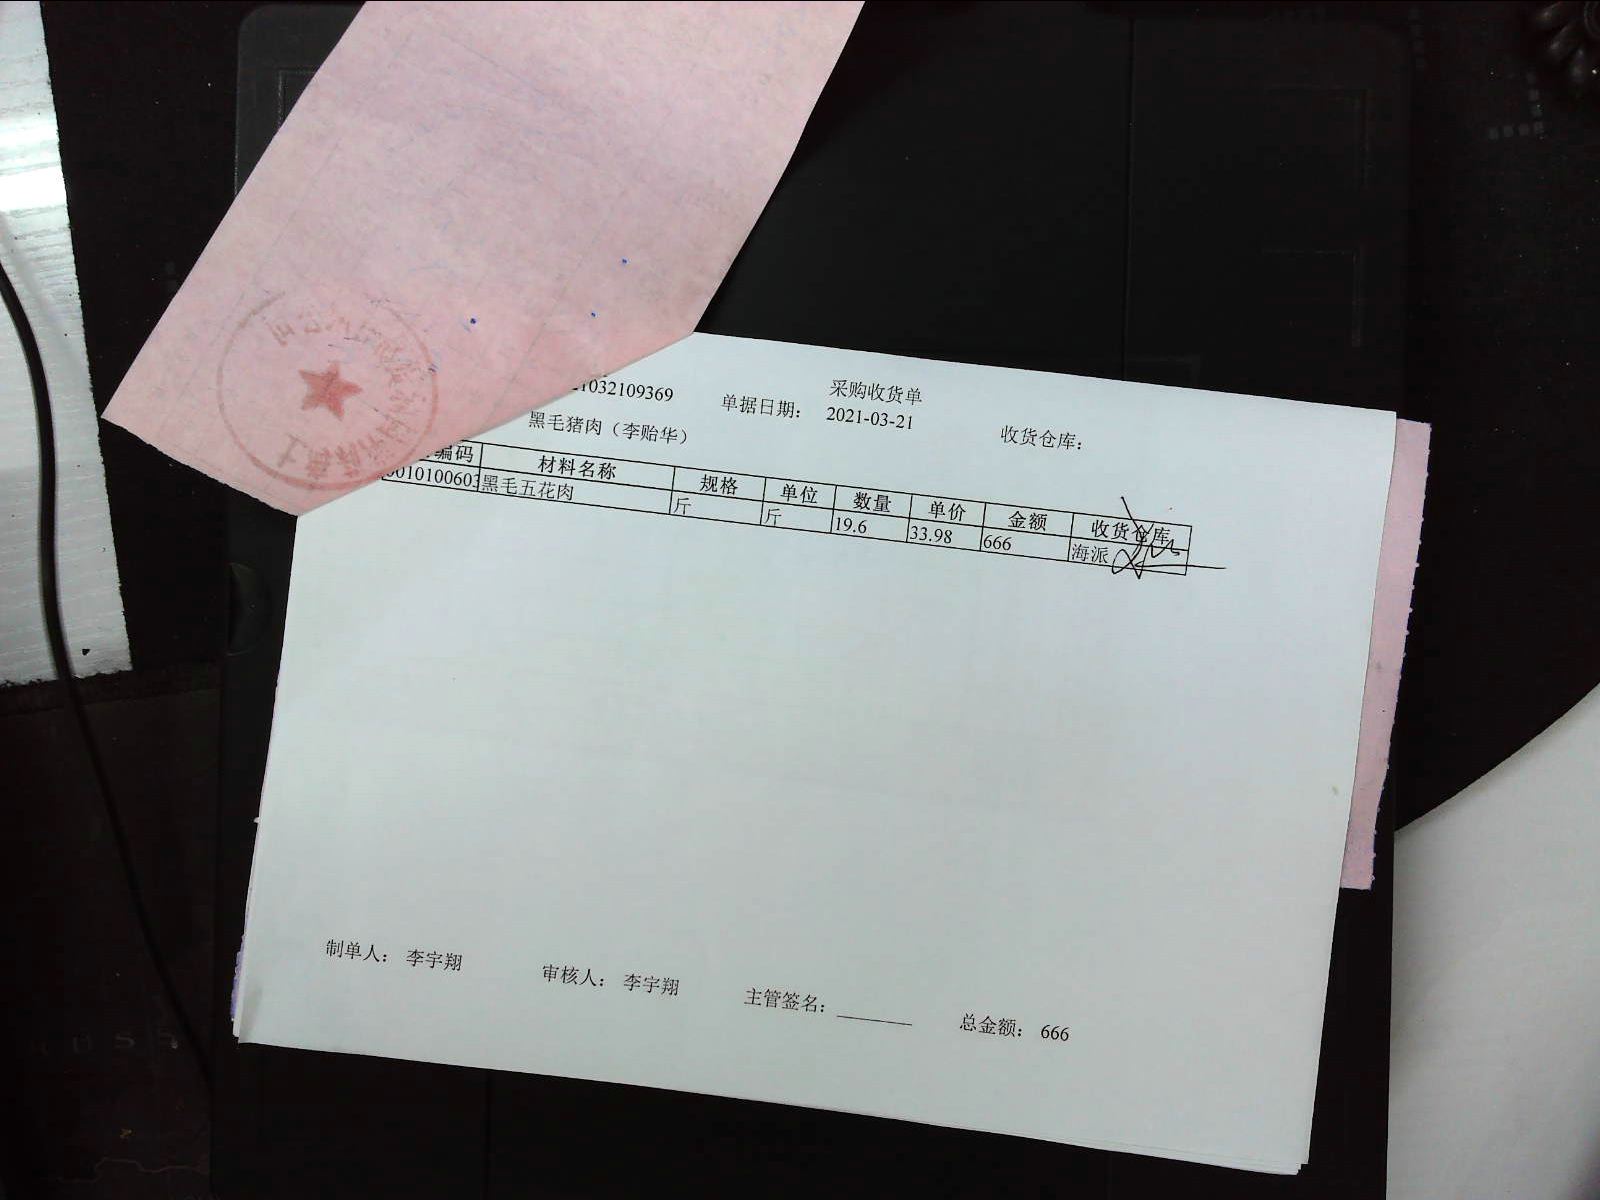 采购收货单
1032109369 单据日期： 2021-03-21 收货仓库：
黑毛猪肉（李贻华）
编码 材料名称 规格 单位 数量 单价 金额 收货仓库
0010100603 黑毛五花肉 斤 斤 19.6 33.98 666 海派
制单人： 李宇翔 审核人： 李宇翔 主管签名： 总金额： 666